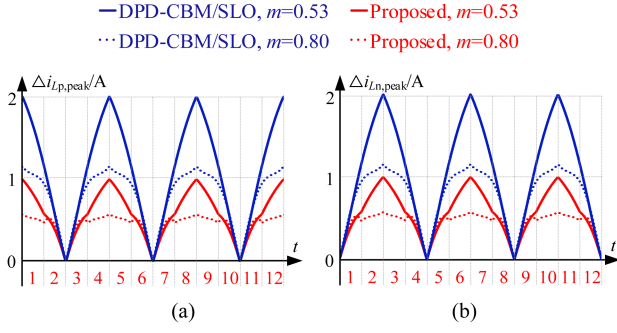 DPD-CBM/SLO, m=0.53 Proposed, m=0.53
DPD-CBM/SLO, m=0.80 Proposed, m=0.80
△iLp,peak/A △iLn,peak/A
2 2
1 1
0 0
t t
1 2 3 4 5 6 7 8 9 10 11 12 1 2 3 4 5 6 7 8 9 10 11 12
(a) (b)